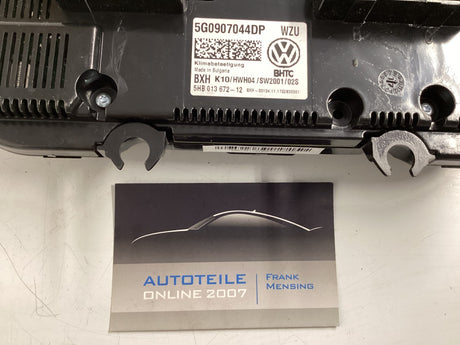 5G0907044DP WZU
Klimabetätigung
Made in Bulgaria
BHTC
BXH K10/HWH04/SW2001/02S
5HB 013 672-12
AUTOTEILE
ONLINE 2007
FRANK
MENSING